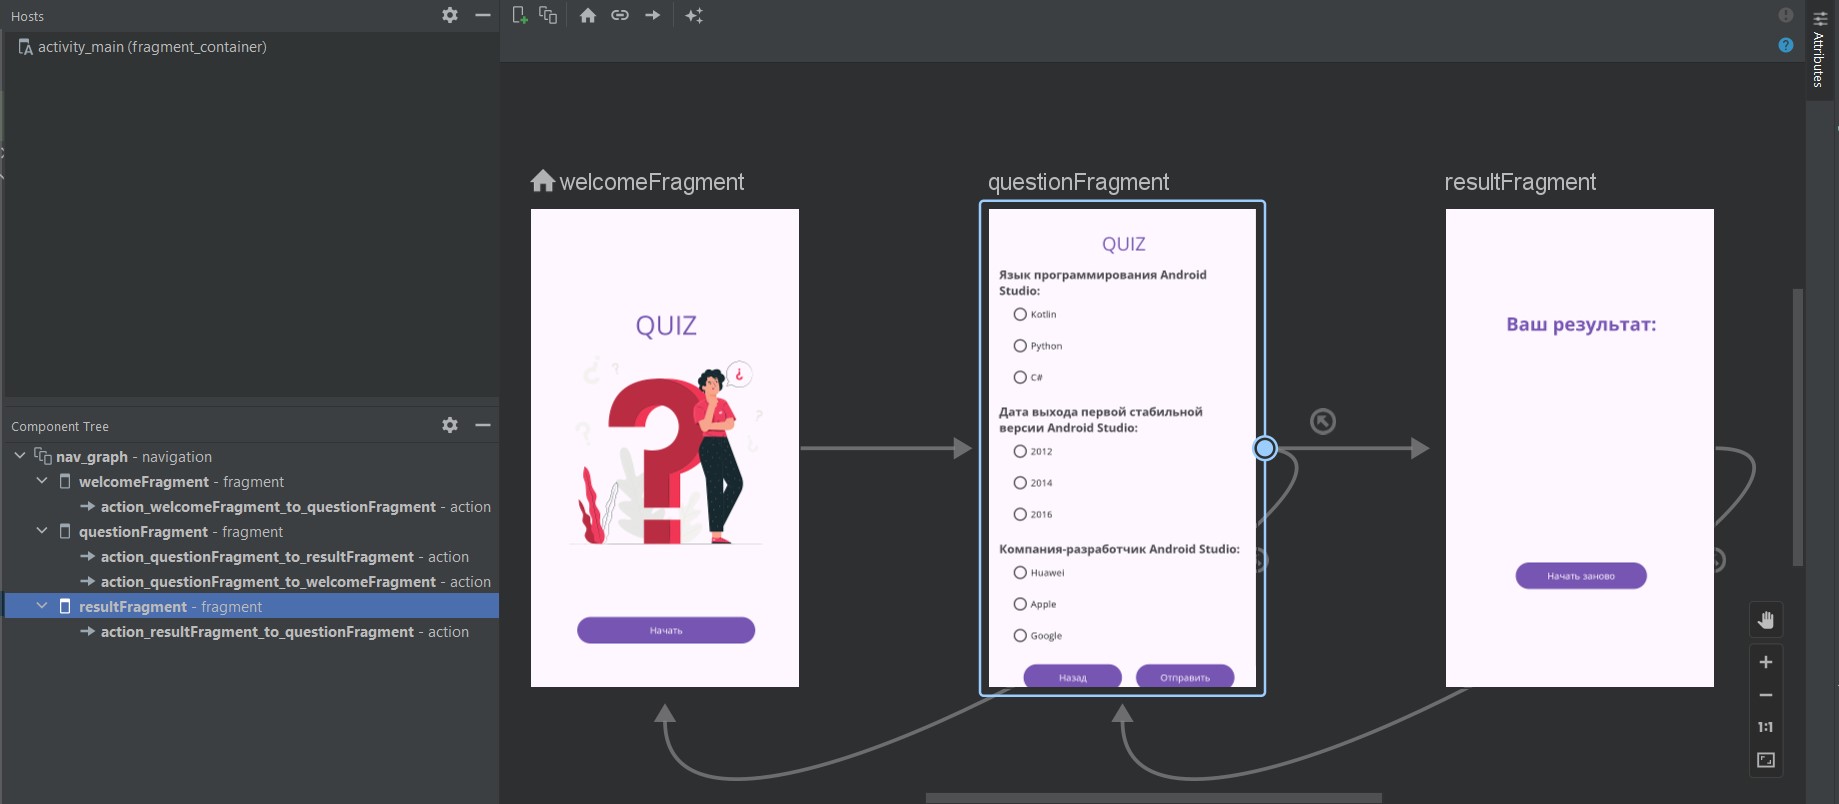 Hosts
activity_main (fragment_container)
Component Tree
nav_graph - navigation
welcomeFragment - fragment
action_welcomeFragment_to_questionFragment - action
questionFragment - fragment
action_questionFragment_to_resultFragment - action
action_questionFragment_to_welcomeFragment - action
resultFragment - fragment
action_resultFragment_to_questionFragment - action
welcomeFragment
QUIZ
Начать
questionFragment
QUIZ
Язык программирования Android
Studio:
Kotlin
Python
C#
Дата выхода первой стабильной
версии Android Studio:
2012
2014
2016
Компания-разработчик Android Studio:
Huawei
Apple
Google
Назад
Отправить
resultFragment
Ваш результат:
Начать заново
1:1
Attributes